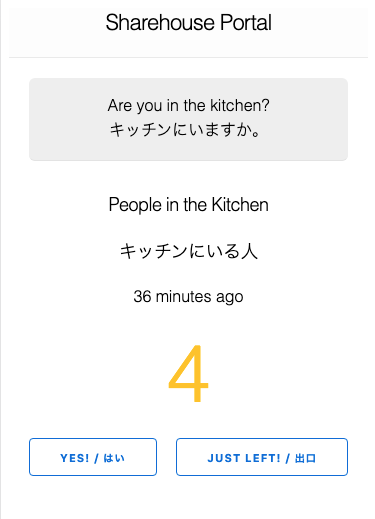 Sharehouse Portal
Are you in the kitchen?
キッチンにいますか。
People in the Kitchen
キッチンにいる人
36 minutes ago
4
YES! / はい
JUST LEFT! / 出口